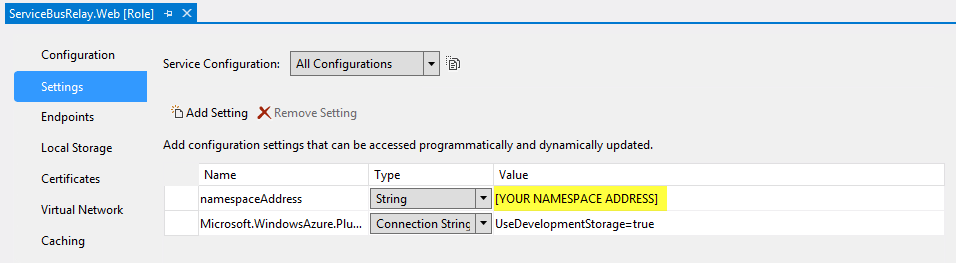 ServiceBusRelay.Web [Role]
Configuration
Settings
Endpoints
Local Storage
Certificates
Virtual Network
Caching
Service Configuration: All Configurations
Add Setting Remove Setting
Add configuration settings that can be accessed programmatically and dynamically updated.
Name Type Value
namespaceAddress String [YOUR NAMESPACE ADDRESS]
Microsoft.WindowsAzure.Plu... Connection String UseDevelopmentStorage=true